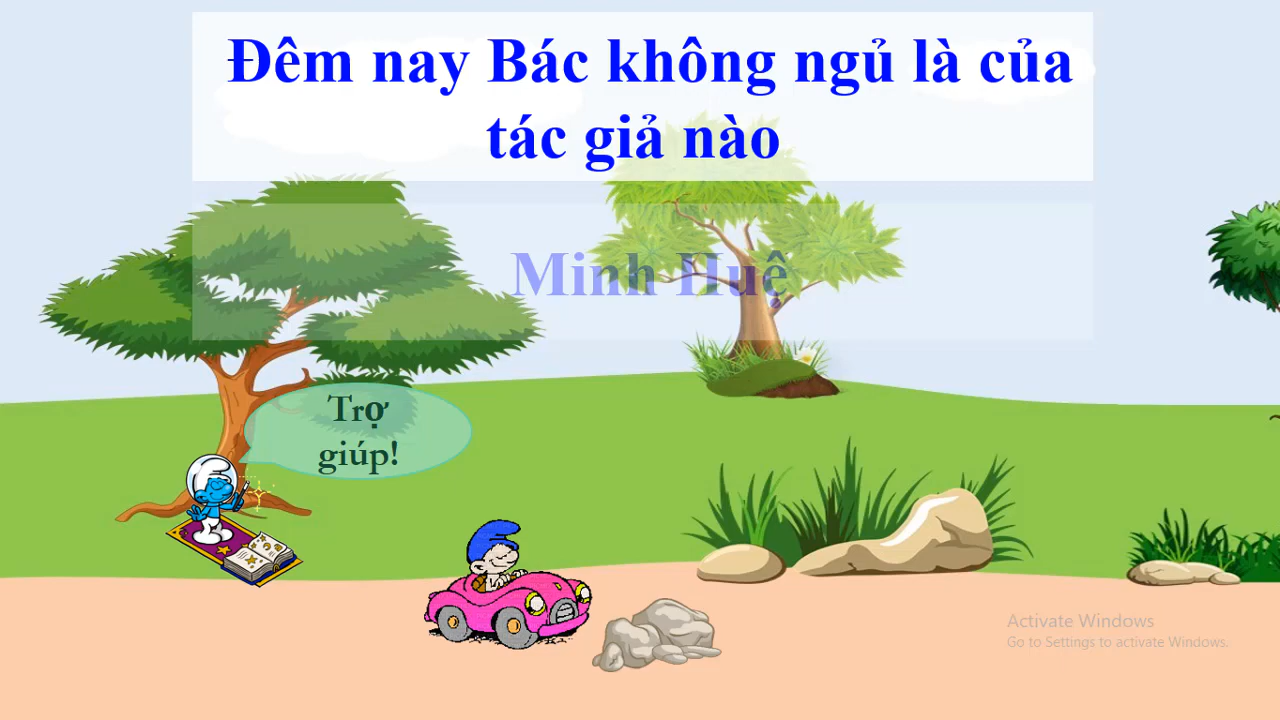 Đêm nay Bác không ngủ là của
tác giả nào
Minh Huệ
Trợ
giúp!
Activate Windows
Go to Settings to activate Windows.